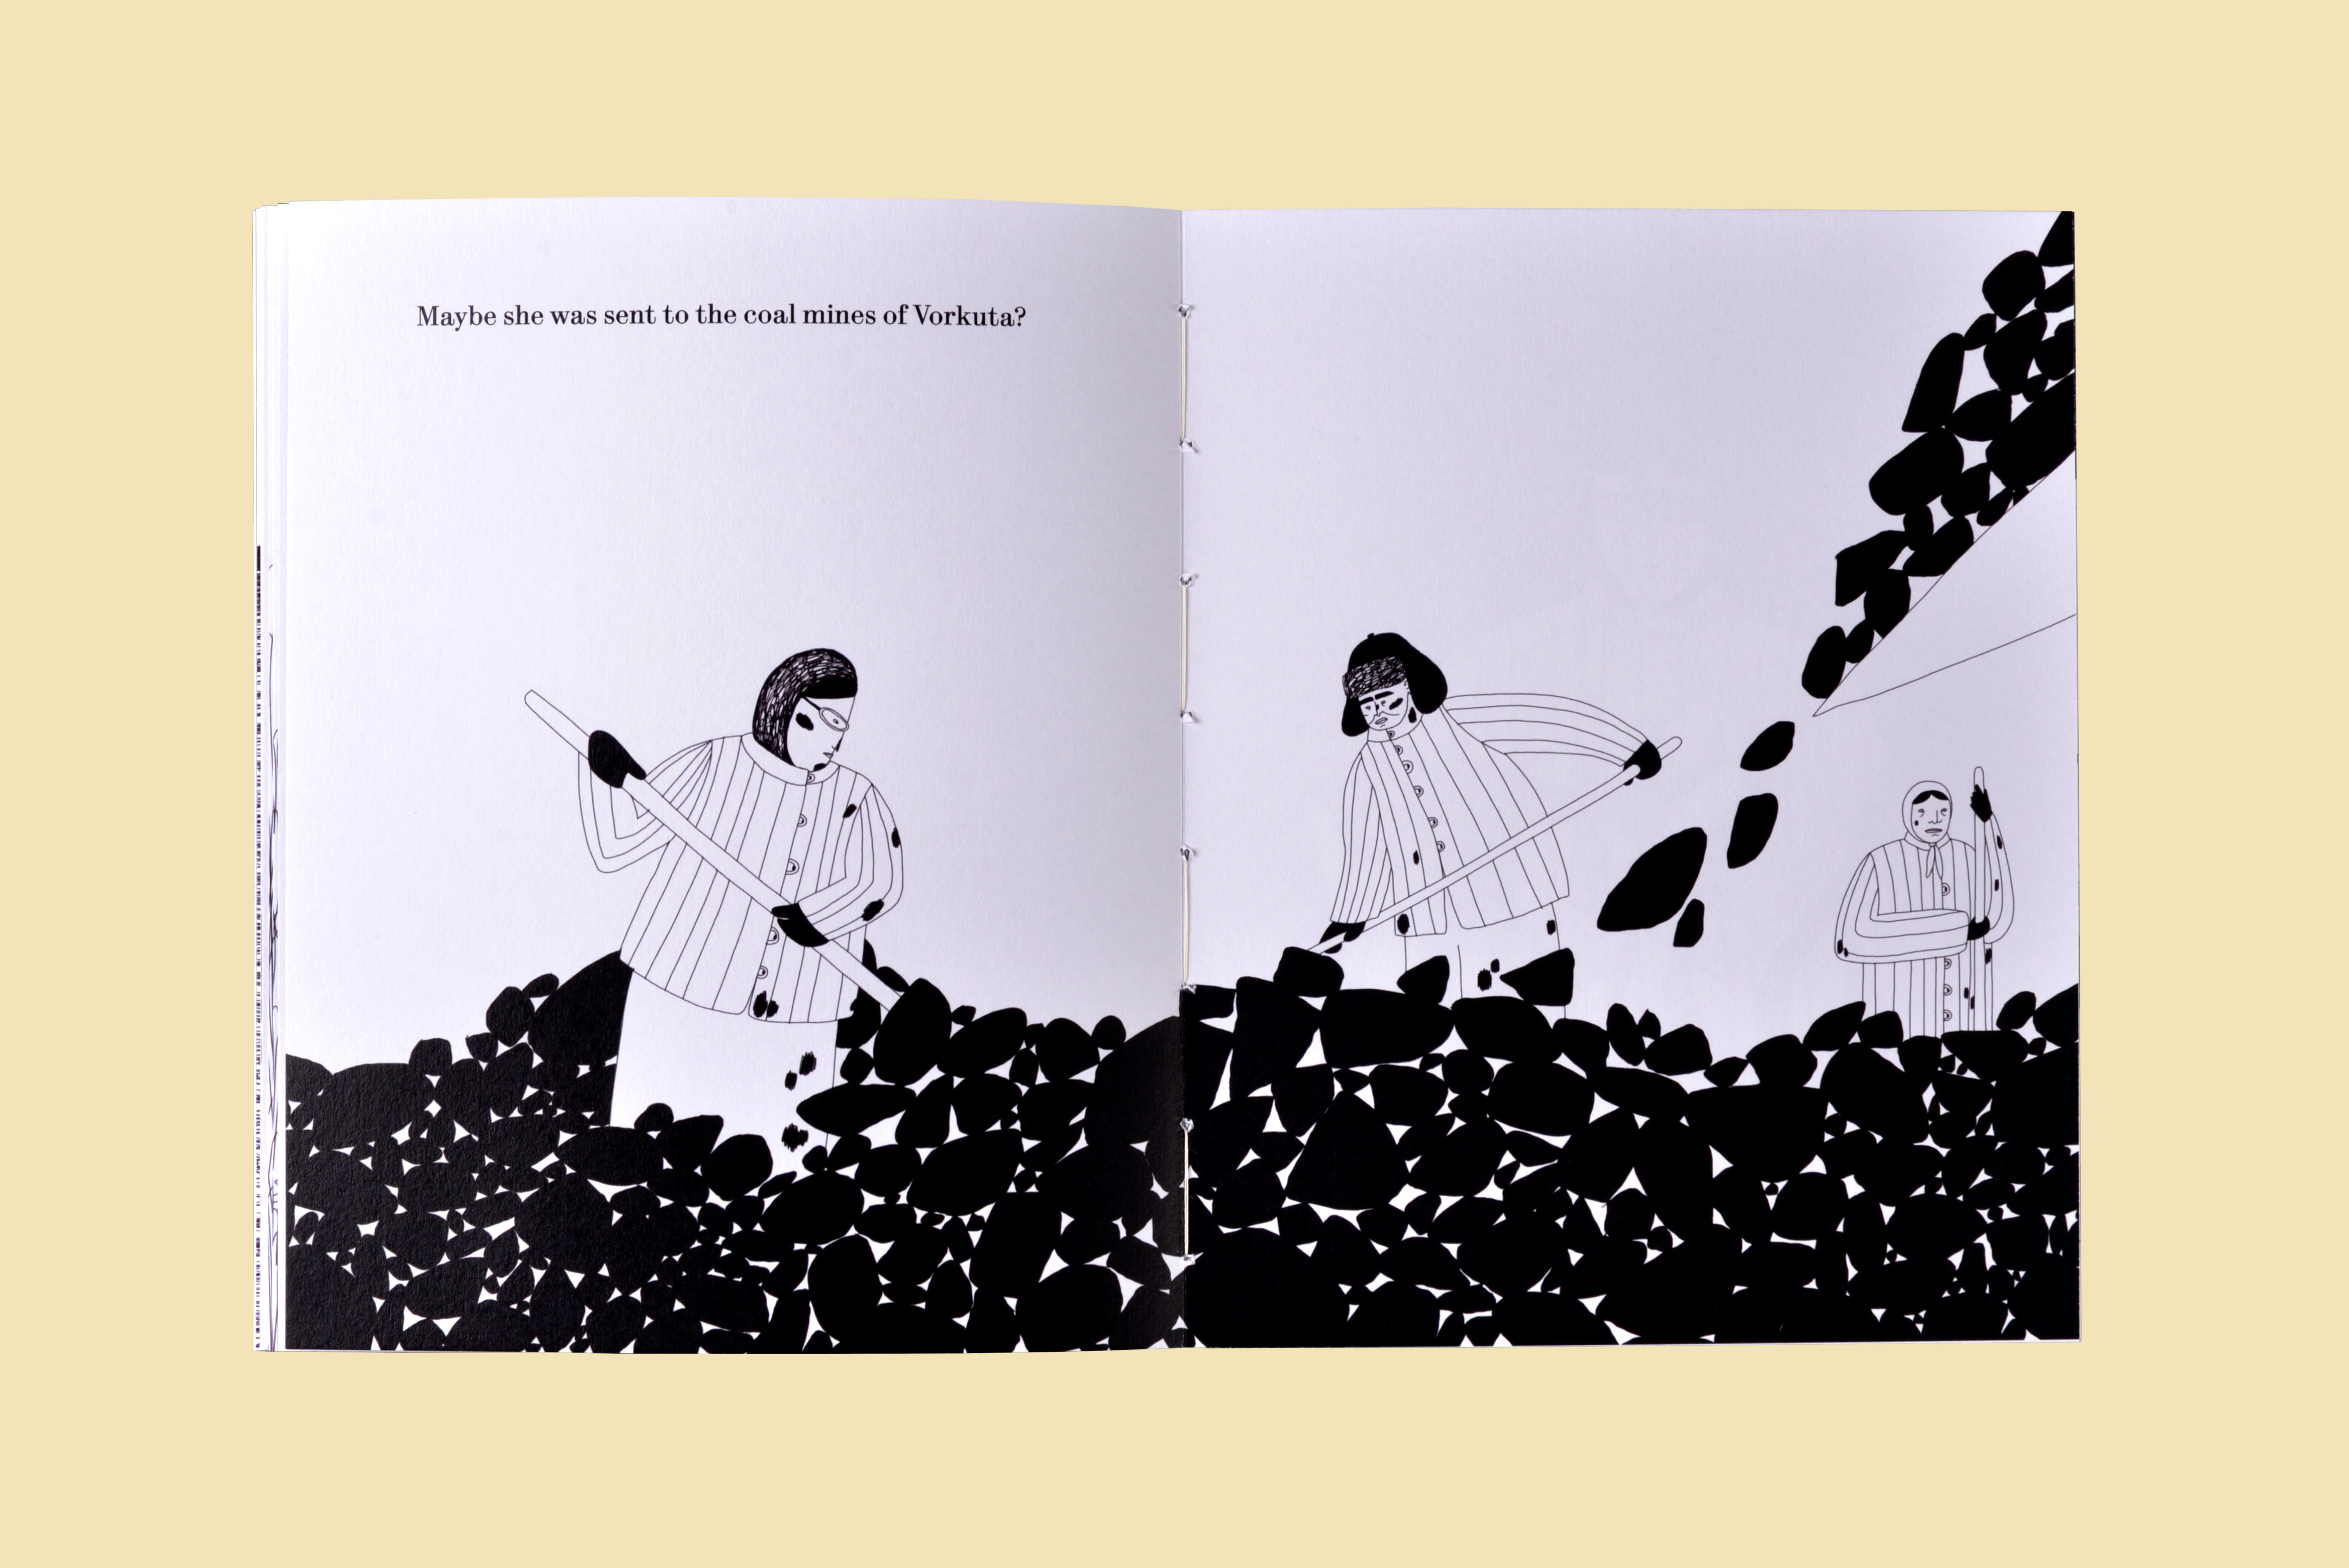 Maybe she was sent to the coal mines of Vorkuta?